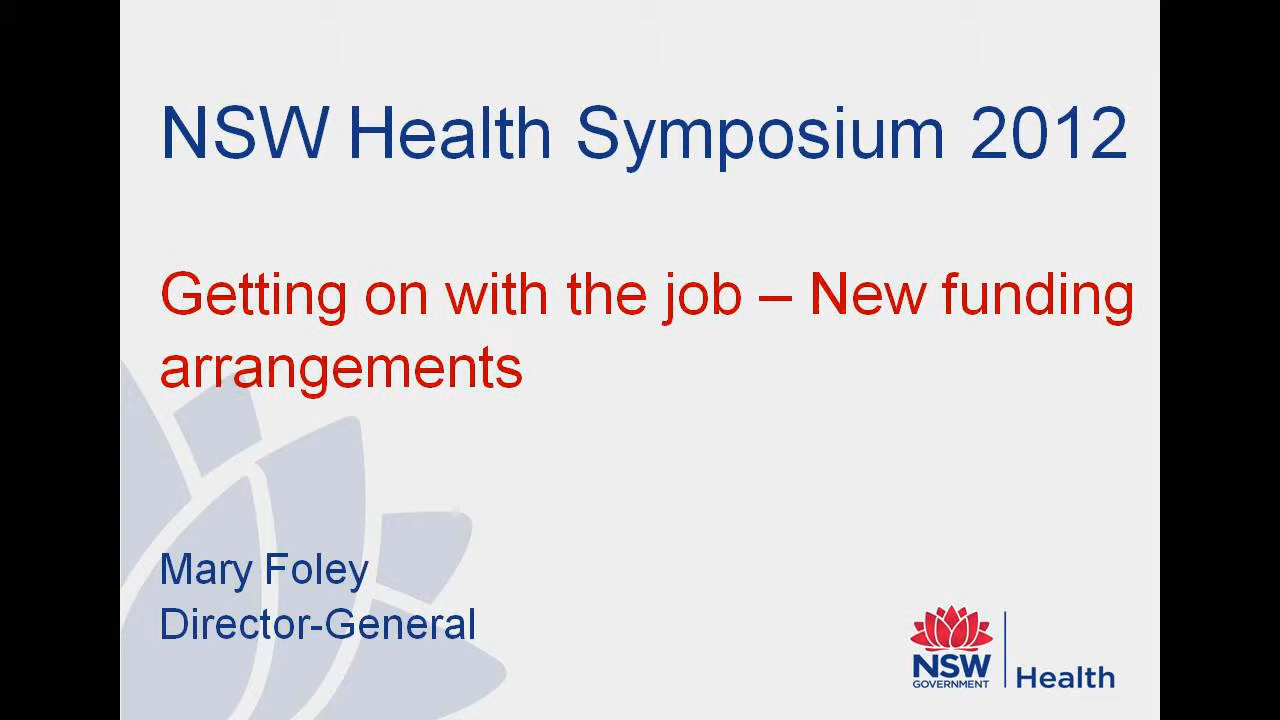 NSW Health Symposium 2012
Getting on with the job – New funding
arrangements
Mary Foley
Director-General
NSW
GOVERNMENT
Health